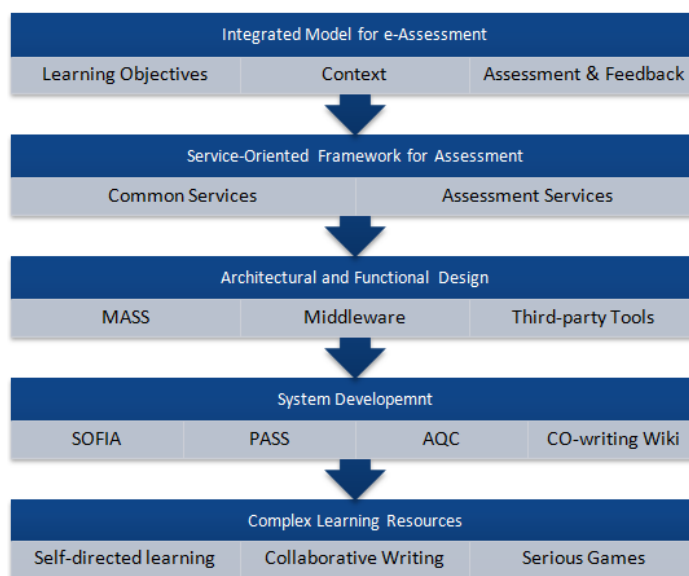 Integrated Model for e-Assessment
Learning Objectives Context Assessment & Feedback
Service-Oriented Framework for Assessment
Common Services Assessment Services
Architectural and Functional Design
MASS Middleware Third-party Tools
System Developemnt
SOFIA PASS AQC CO-writing Wiki
Complex Learning Resources
Self-directed learning Collaborative Writing Serious Games